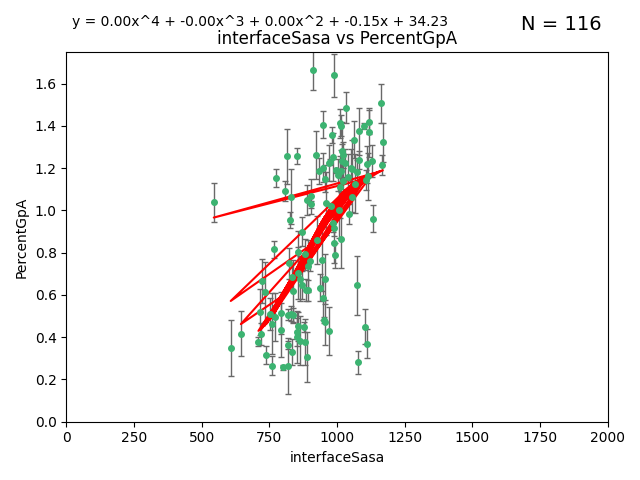 y = 0.00x^4 + -0.00x^3 + 0.00x^2 + -0.15x + 34.23
N = 116
interfaceSasa vs PercentGpA
PercentGpA
1.6
1.4
1.2
1.0
0.8
0.6
0.4
0.2
0.0
0 250 500 750 1000 1250 1500 1750 2000
interfaceSasa